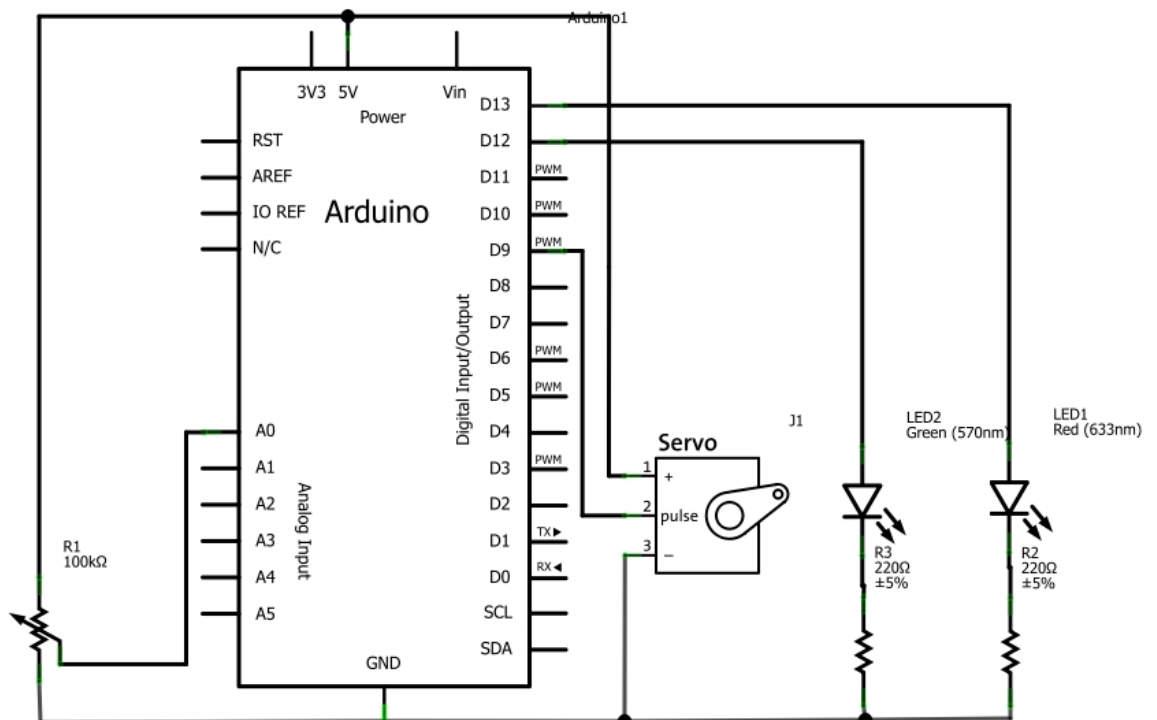 Arduino1
3V3 5V Vin
Power
D13
RST D12
AREF D11 PWM
IO REF Arduino D10 PWM
N/C D9 PWM
D8
D7
D6 PWM
D5 PWM
Digital Input/Output
A0 D4
A1 D3 PWM
A2 D2
A3 D1 TX
A4 D0 RX
A5 SCL
SDA
Analog Input
GND
R1
100kΩ
Servo
J1
1 +
2 pulse
3 –
LED2
Green (570nm)
LED1
Red (633nm)
R3
220Ω
±5%
R2
220Ω
±5%